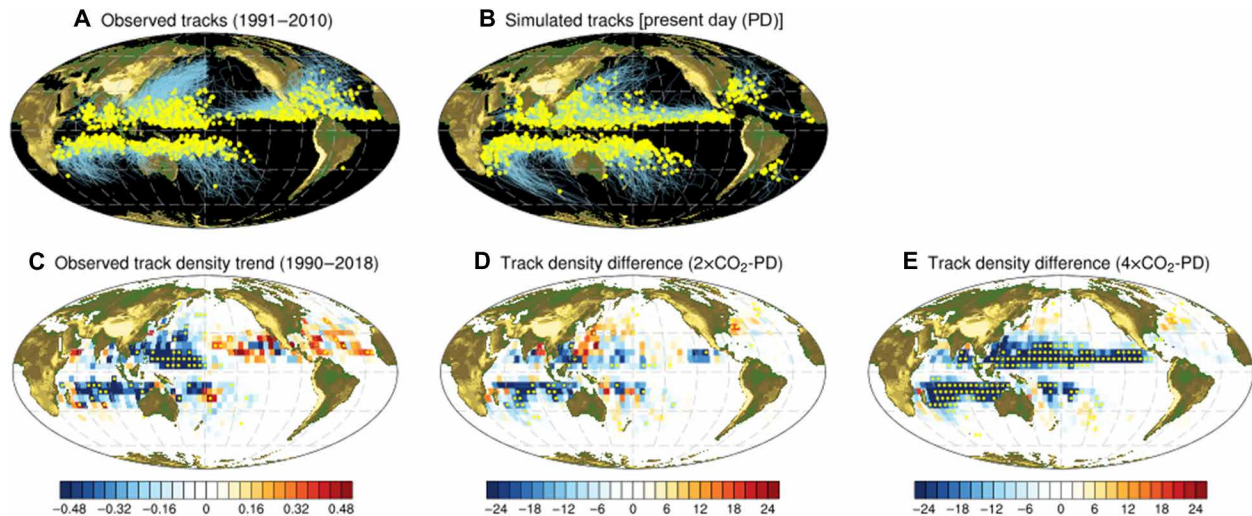 A Observed tracks (1991–2010)
B Simulated tracks [present day (PD)]
C Observed track density trend (1990–2018)
D Track density difference (2×CO₂-PD)
E Track density difference (4×CO₂-PD)
−0.48 −0.32 −0.16 0 0.16 0.32 0.48
−24 −18 −12 −6 0 6 12 18 24
−24 −18 −12 −6 0 6 12 18 24